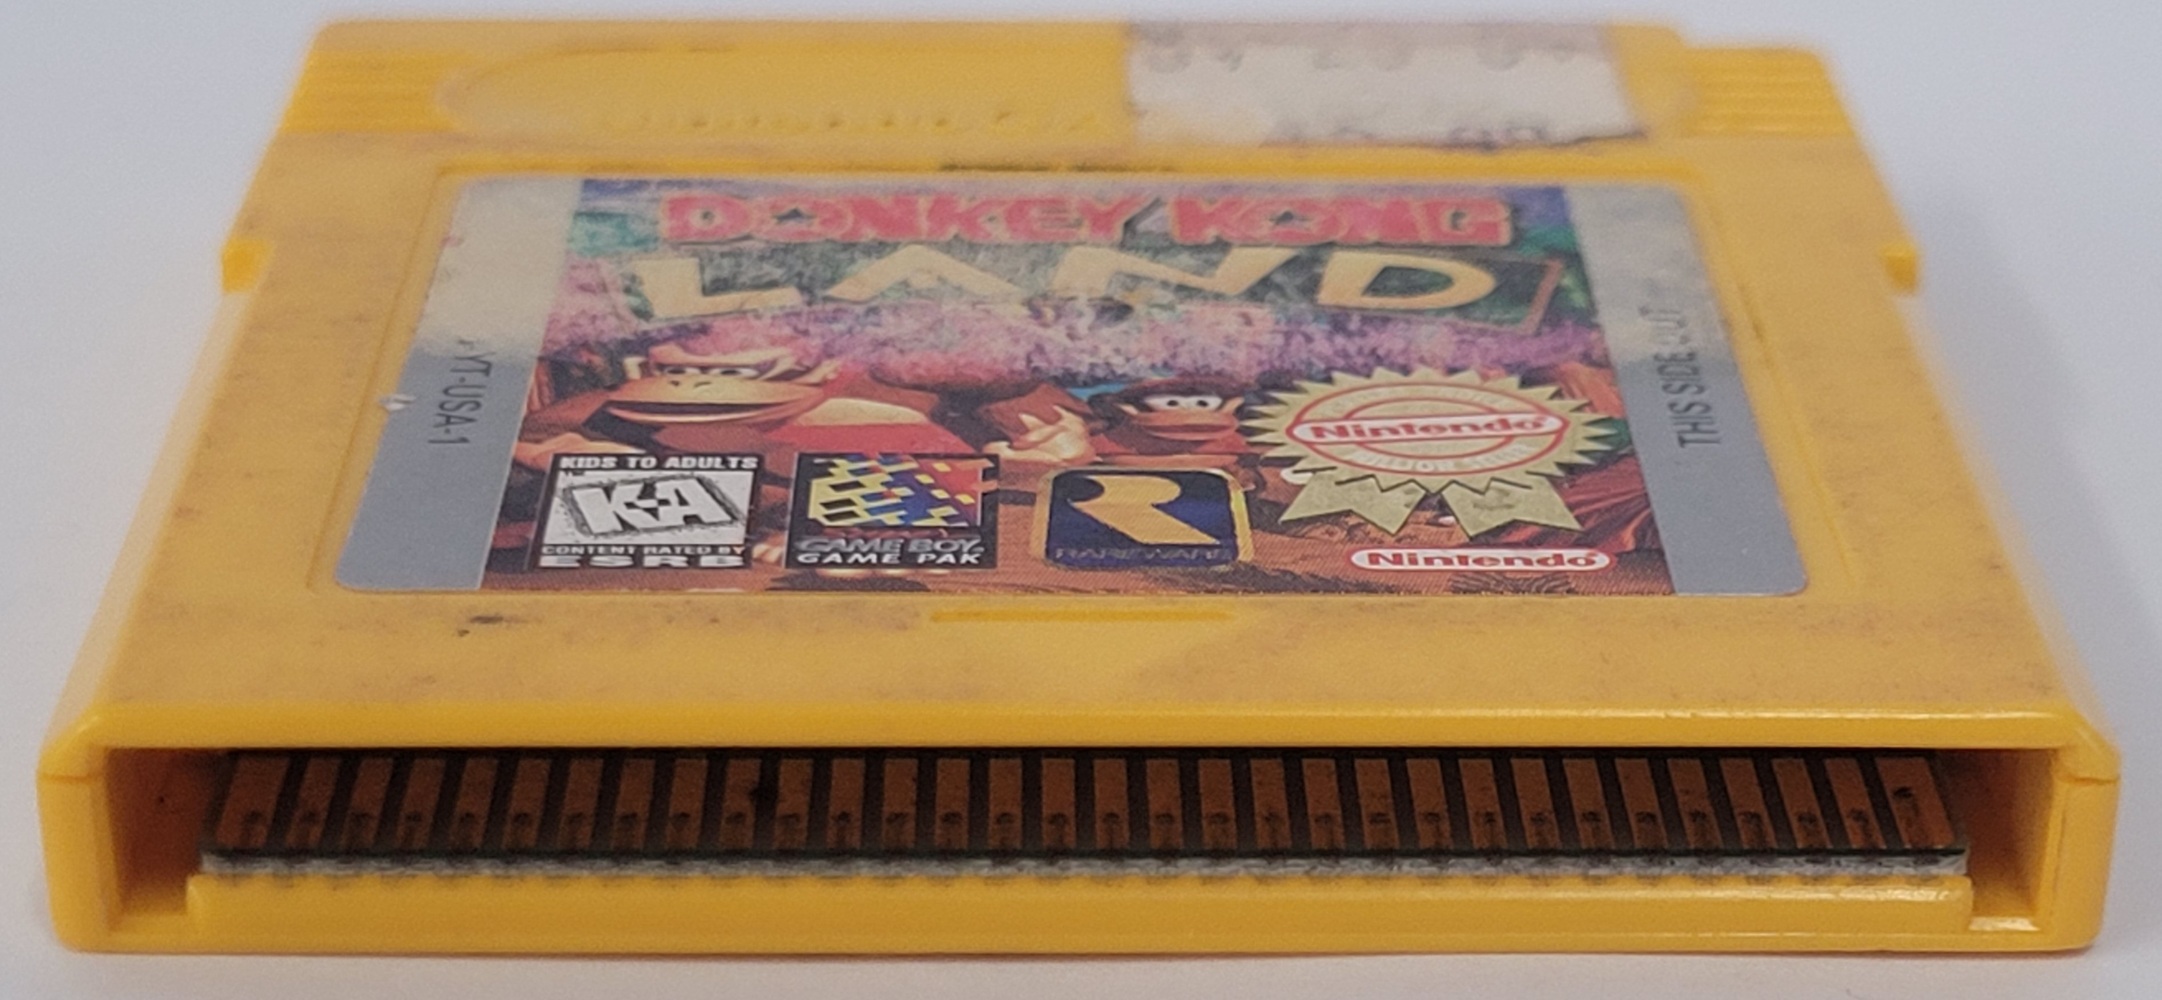 DONKEY KONG
LAND
YT-USA-1
THIS SIDE OUT
Nintendo®
KIDS TO ADULTS
K-A
CONTENT RATED BY
ESRB
GAME BOY
GAME PAK
R
RAREWARE
Nintendo®